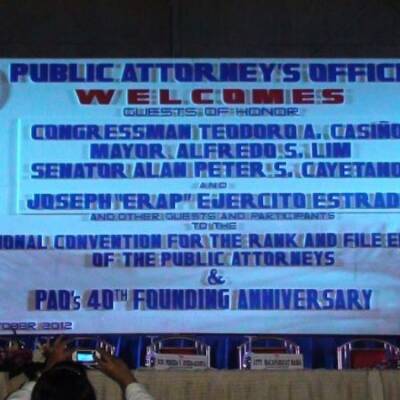 PUBLIC ATTORNEY'S OFFIC
WELCOMES
GUESTS OF HONOR
CONGRESSMAN TEODORO A. CASIÑO
MAYOR ALFREDO S. LIM
SENATOR ALAN PETER S. CAYETANO
AND
JOSEPH "ERAP" EJERCITO ESTRAD
AND OTHER GUESTS AND PARTICIPANTS
TO THE
IONAL CONVENTION FOR THE RANK AND FILE E
OF THE PUBLIC ATTORNEYS
&
PAO's 40TH FOUNDING ANNIVERSARY
TOBER 2012